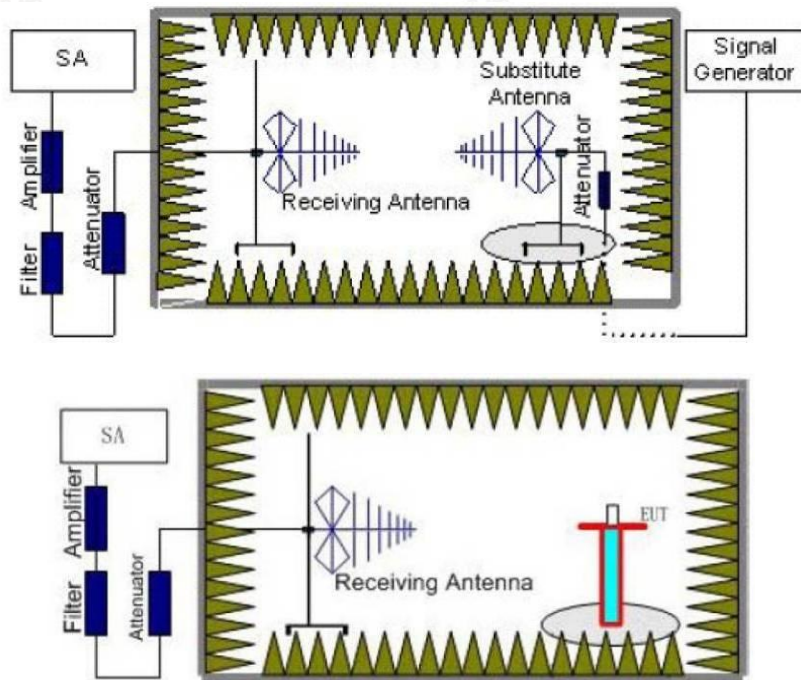 SA
Signal
Generator
Substitute
Antenna
Amplifier
Attenuator
Filter
Receiving Antenna
Attenuator
SA
Amplifier
Filter
Attenuator
Receiving Antenna
EUT